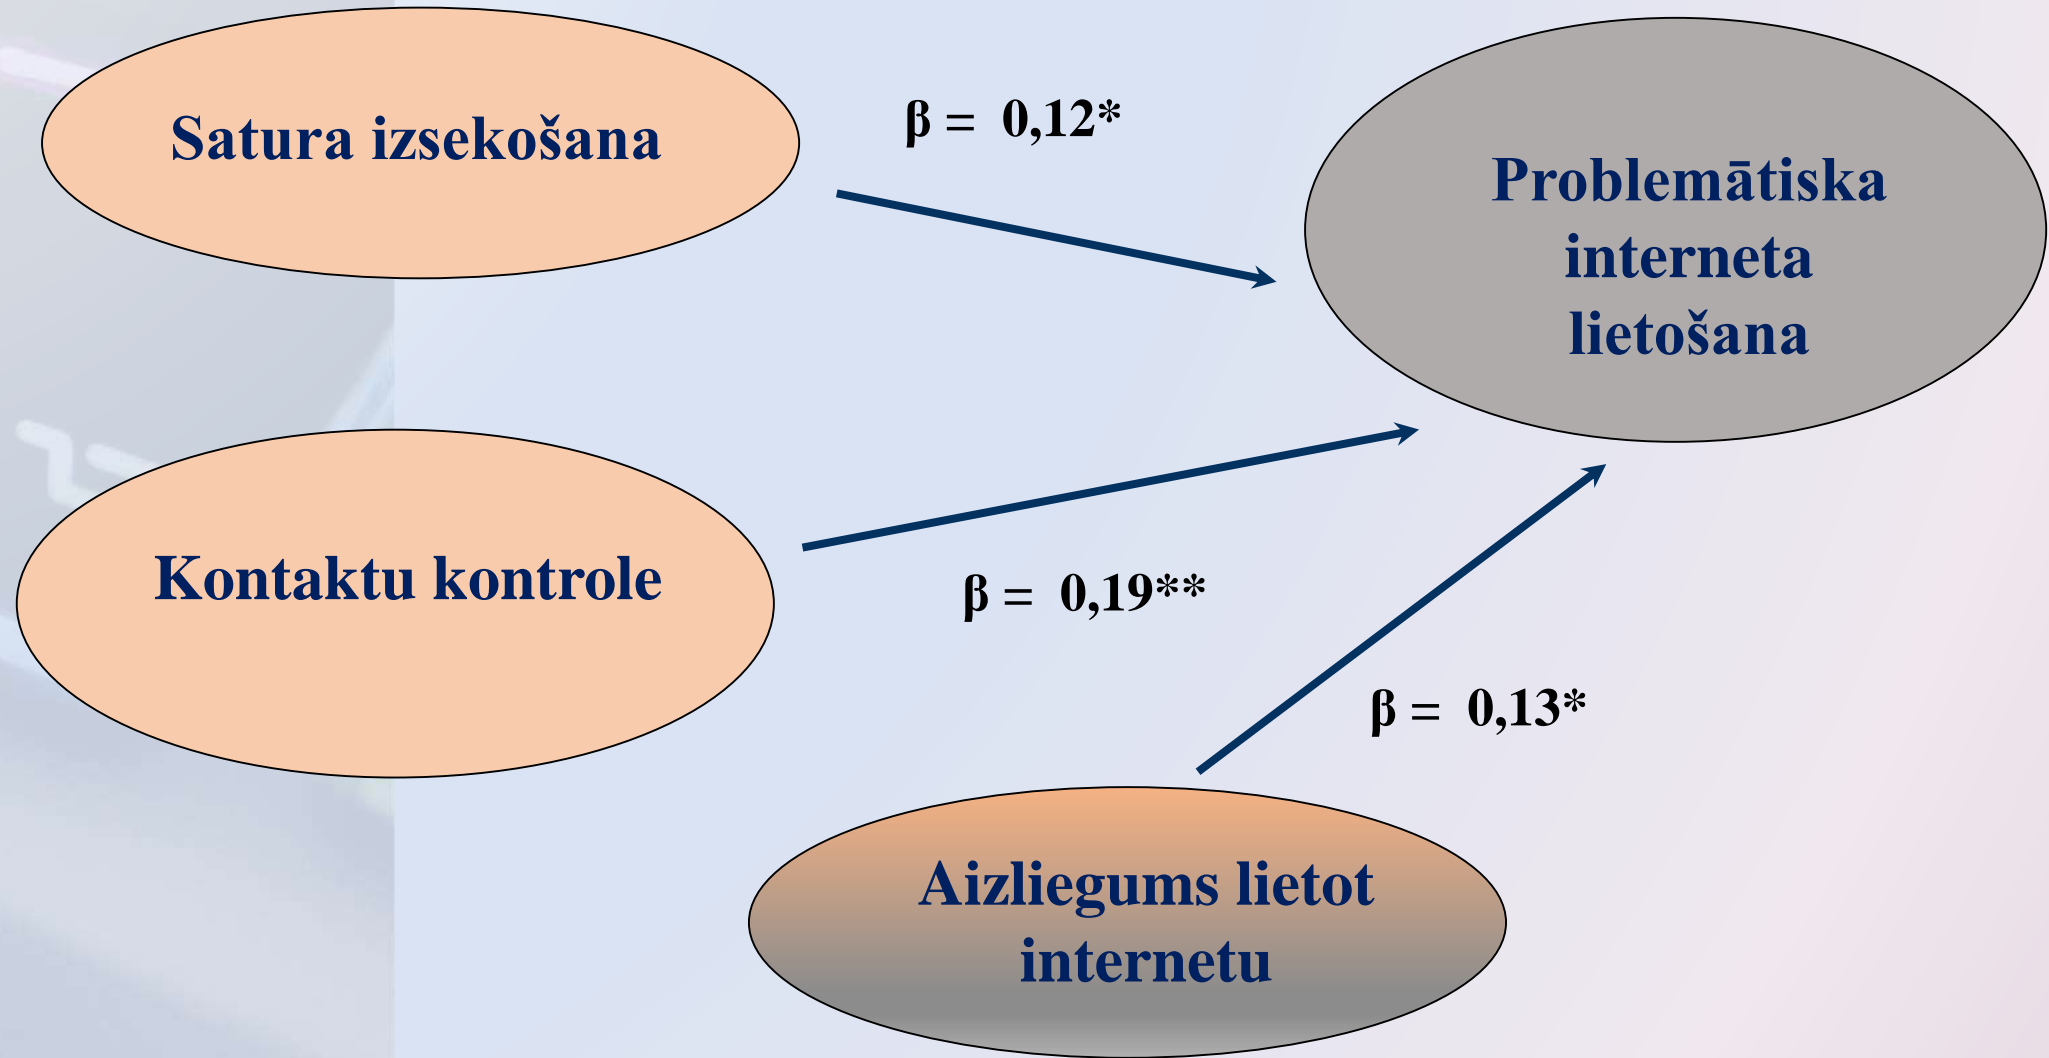 Satura izsekošana
β = 0,12*
Problemātiska
interneta
lietošana
Kontaktu kontrole
β = 0,19**
β = 0,13*
Aizliegums lietot
internetu